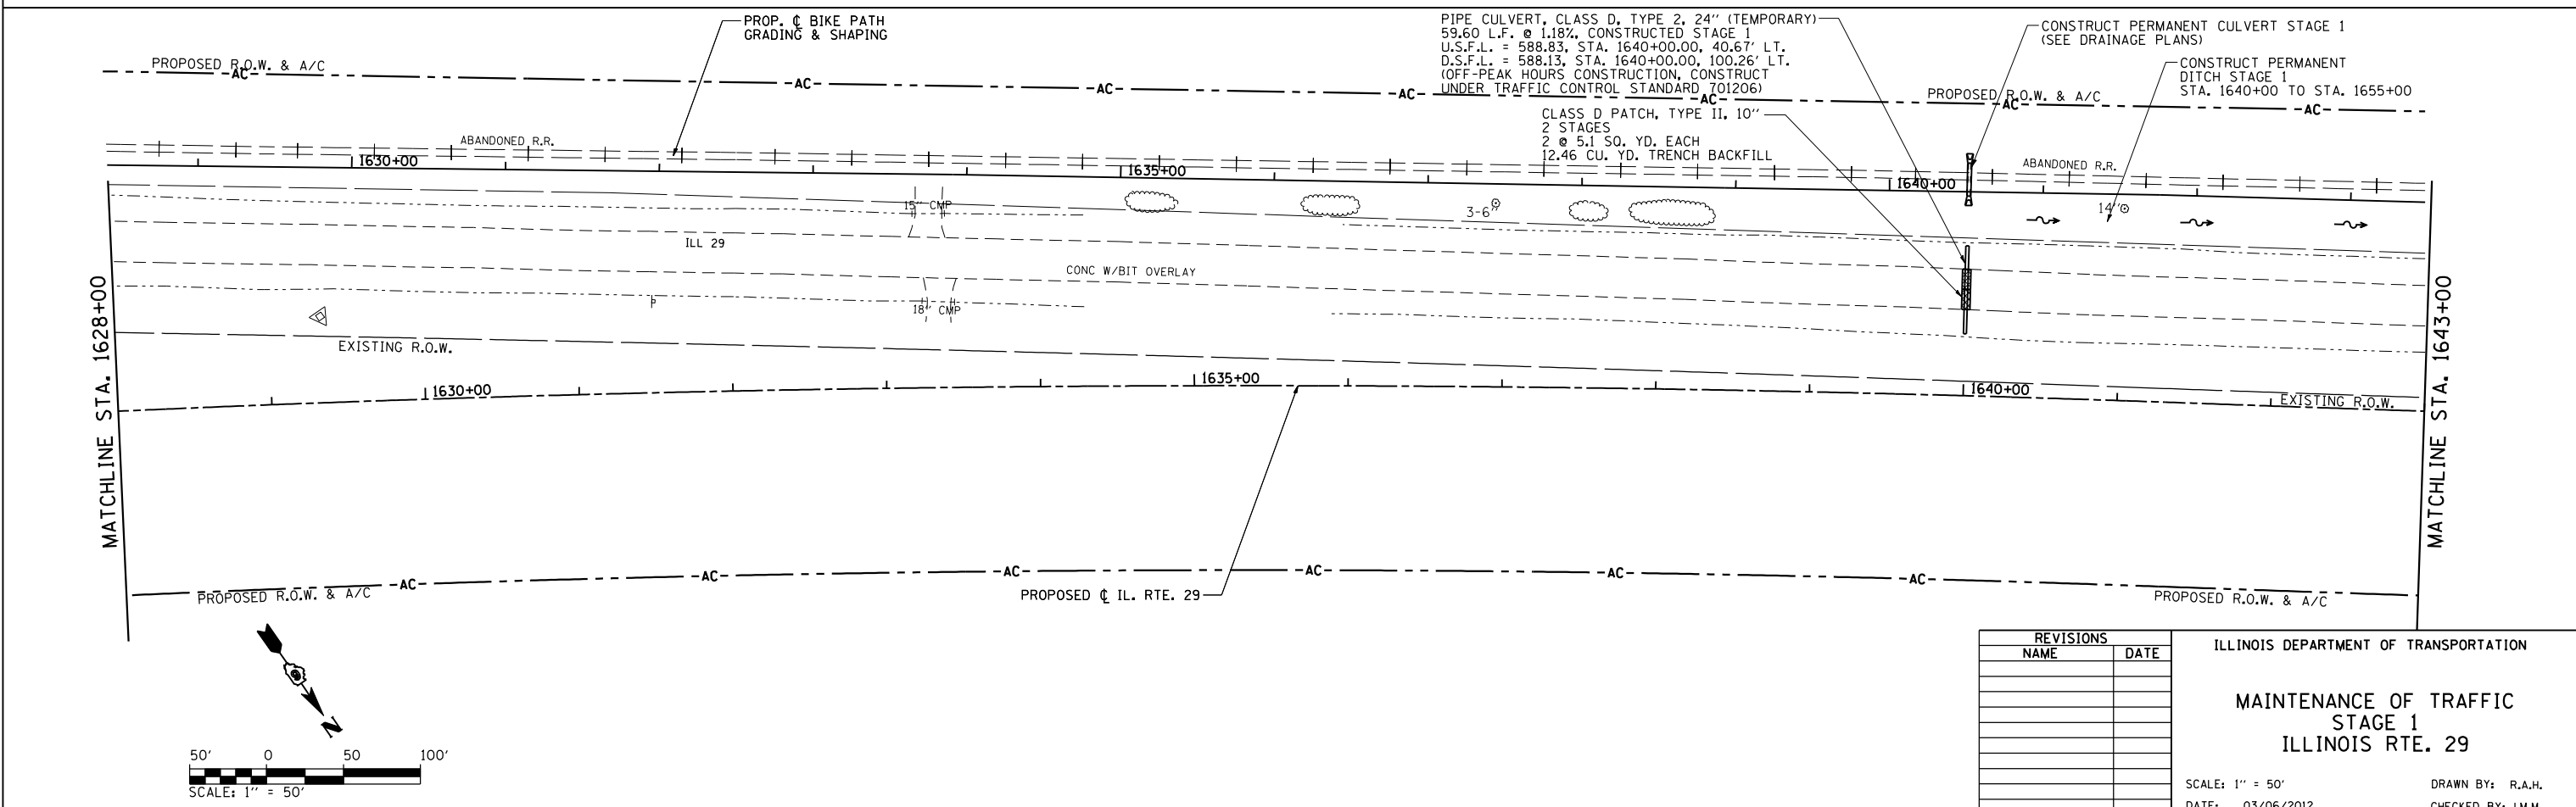 PROP. ℄ BIKE PATH
GRADING & SHAPING
PIPE CULVERT, CLASS D, TYPE 2, 24'' (TEMPORARY)
59.60 L.F. @ 1.18%, CONSTRUCTED STAGE 1
U.S.F.L. = 588.83, STA. 1640+00.00, 40.67' LT.
D.S.F.L. = 588.13, STA. 1640+00.00, 100.26' LT.
(OFF-PEAK HOURS CONSTRUCTION, CONSTRUCT
UNDER TRAFFIC CONTROL STANDARD 701206)
CONSTRUCT PERMANENT CULVERT STAGE 1
(SEE DRAINAGE PLANS)
CONSTRUCT PERMANENT
DITCH STAGE 1
STA. 1640+00 TO STA. 1655+00
PROPOSED R.O.W. & A/C
PROPOSED R.O.W. & A/C
AC
AC
AC
AC
AC
AC
AC
CLASS D PATCH, TYPE II, 10''
2 STAGES
2 @ 5.1 SQ. YD. EACH
12.46 CU. YD. TRENCH BACKFILL
ABANDONED R.R.
ABANDONED R.R.
1630+00
1635+00
1640+00
15'' CMP
3-6''
14''
ILL 29
CONC W/BIT OVERLAY
P
18'' CMP
EXISTING R.O.W.
1630+00
1635+00
1640+00
EXISTING R.O.W.
MATCHLINE STA. 1628+00
MATCHLINE STA. 1643+00
AC
AC
AC
AC
AC
AC
PROPOSED R.O.W. & A/C
PROPOSED ℄ IL. RTE. 29
PROPOSED R.O.W. & A/C
N
50' 0 50 100'
SCALE: 1'' = 50'
REVISIONS
NAME DATE
ILLINOIS DEPARTMENT OF TRANSPORTATION
MAINTENANCE OF TRAFFIC
STAGE 1
ILLINOIS RTE. 29
SCALE: 1'' = 50'
DRAWN BY: R.A.H.
DATE: 03/06/2012
CHECKED BY: J.M.M.